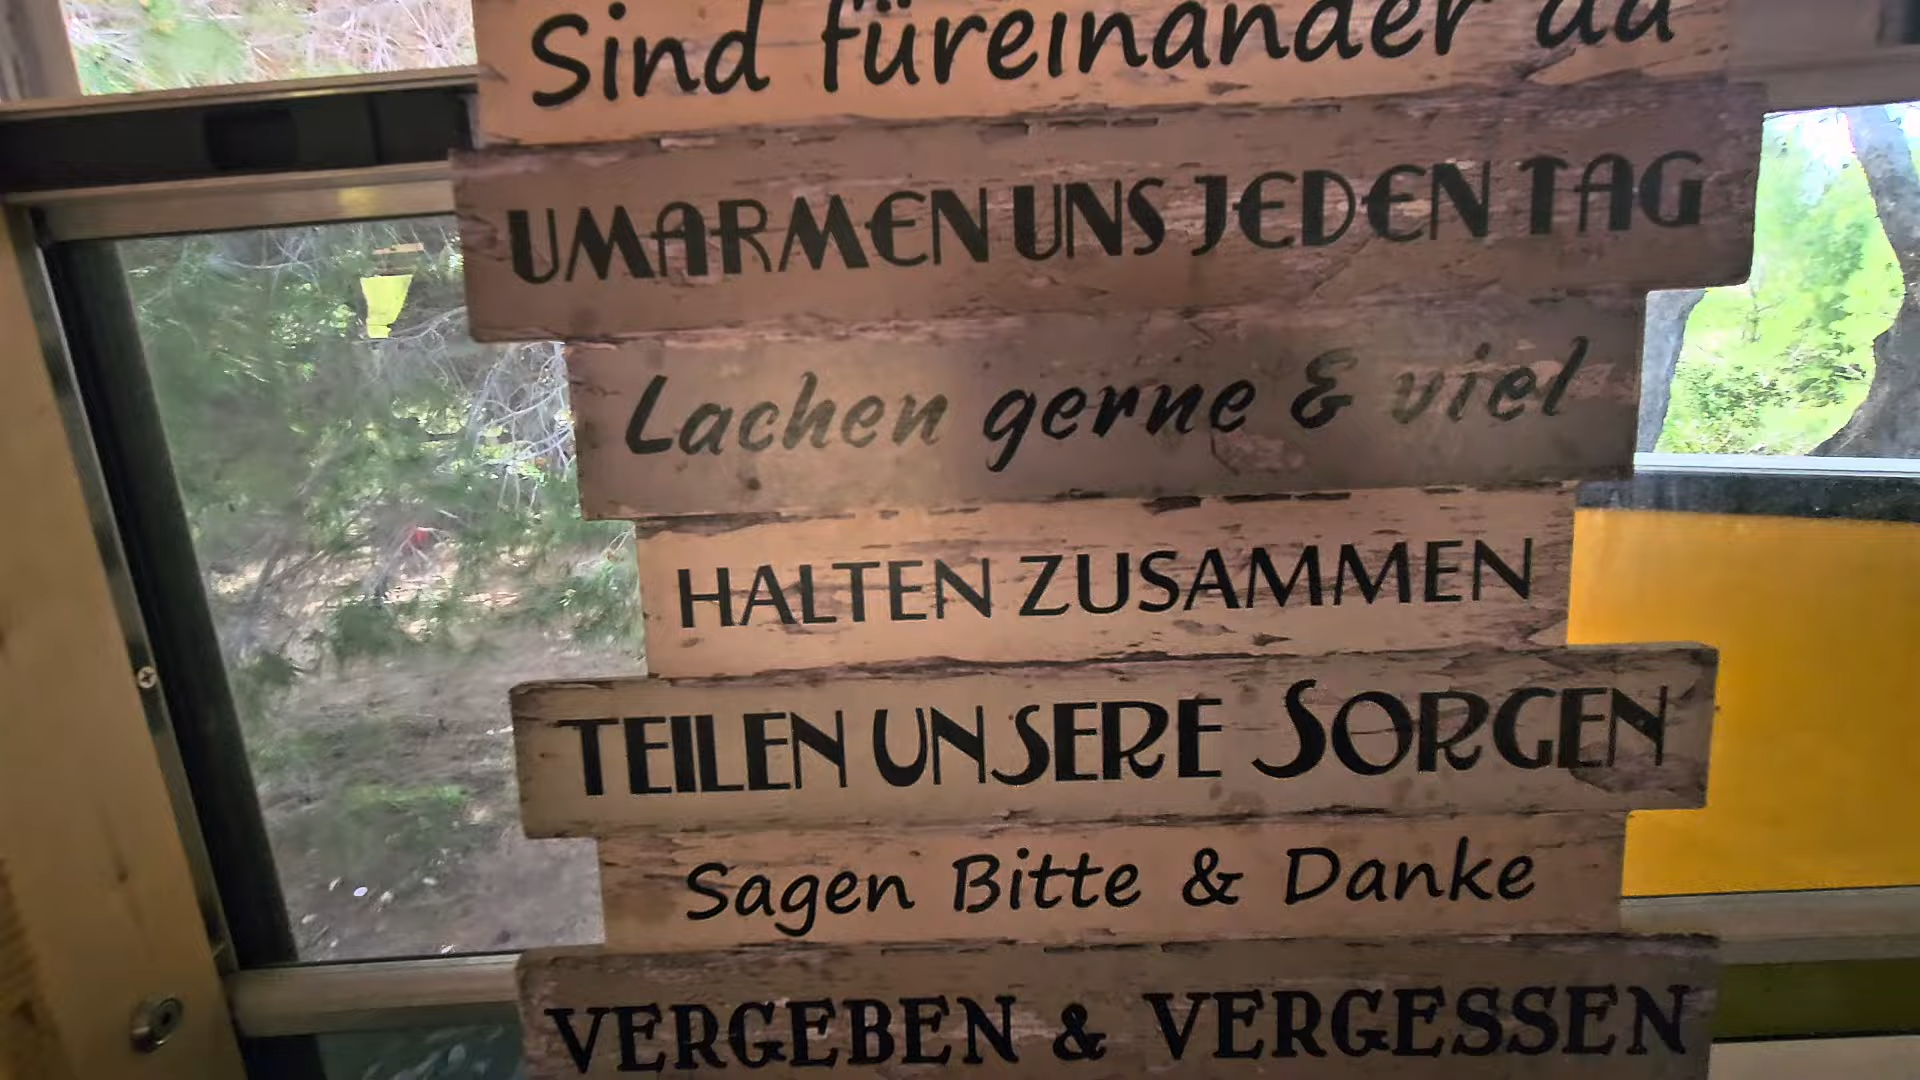 Sind füreinander da
UMARMEN UNS JEDEN TAG
Lachen gerne & viel
HALTEN ZUSAMMEN
TEILEN UNSERE SORGEN
Sagen Bitte & Danke
VERGEBEN & VERGESSEN